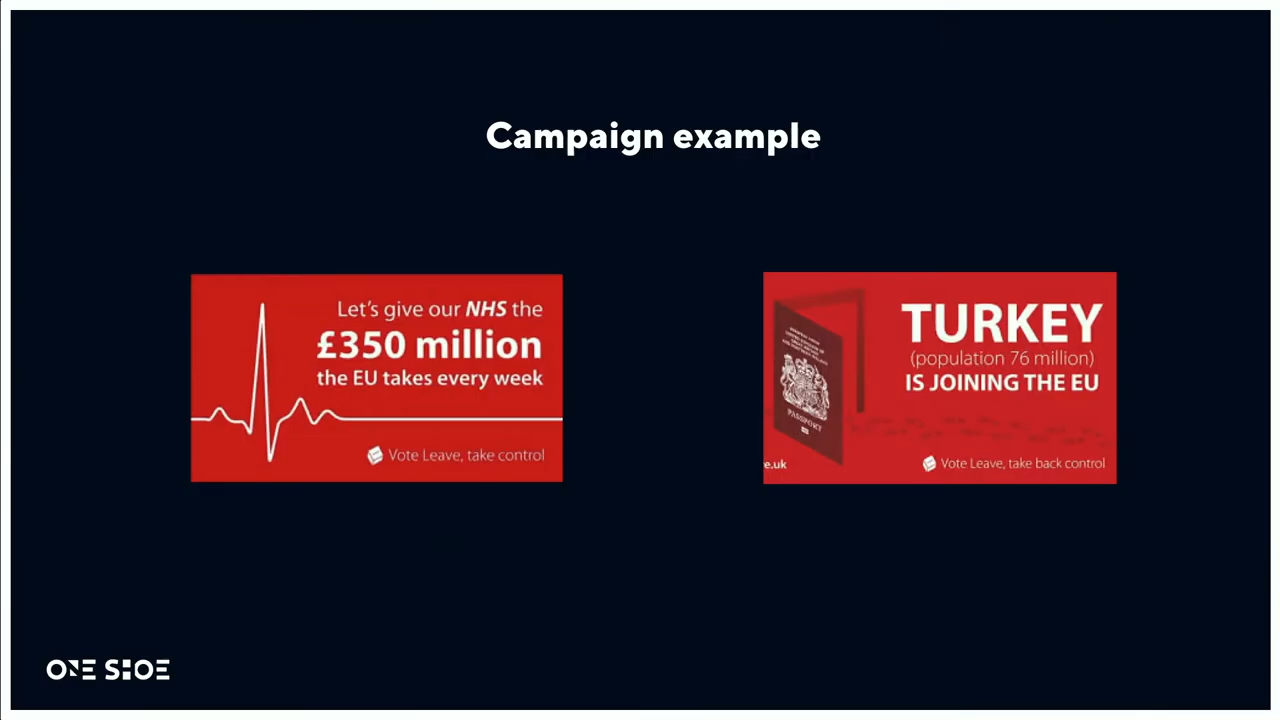 Campaign example
Let's give our NHS the
£350 million
the EU takes every week
Vote Leave, take control
TURKEY
(population 76 million)
IS JOINING THE EU
PASSPORT
e.uk
Vote Leave, take back control
ONE SHOE